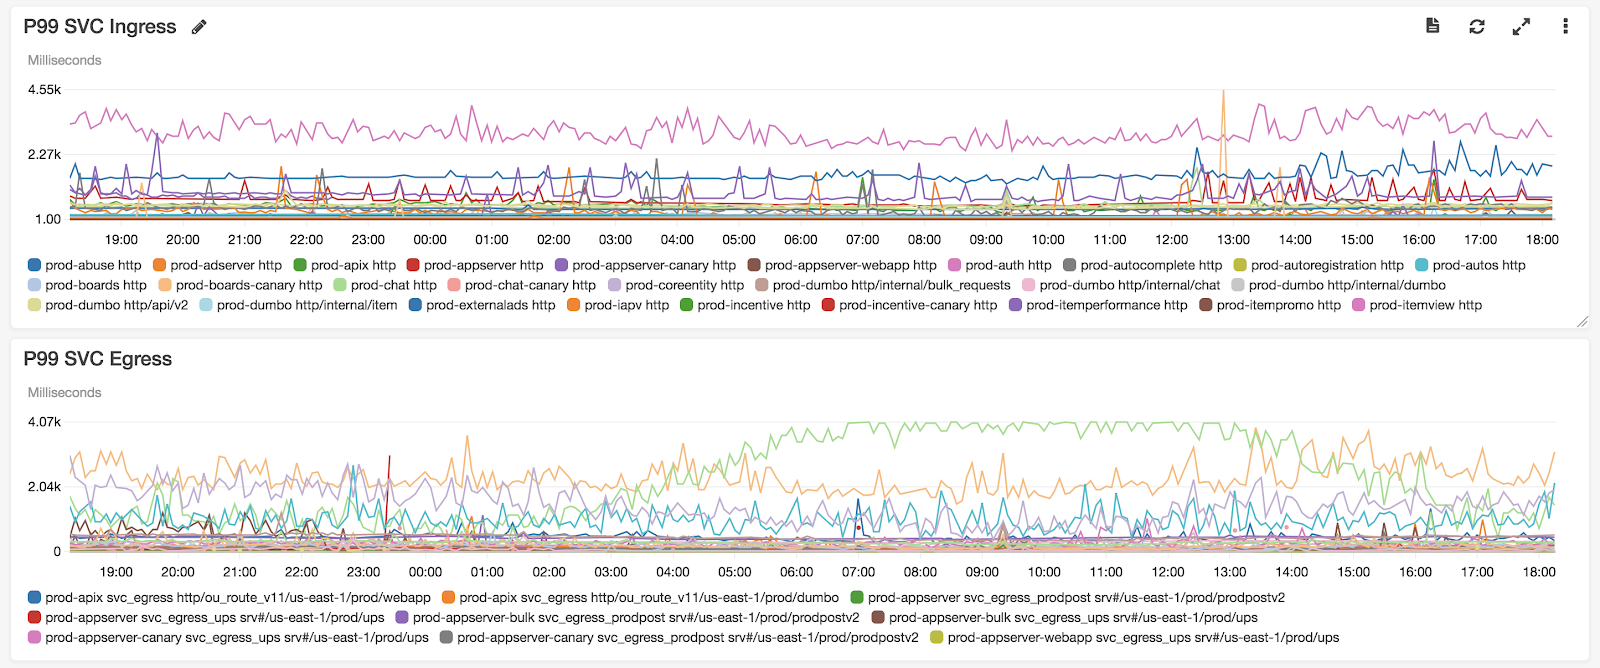 P99 SVC Ingress
Milliseconds
4.55k
2.27k
1.00
19:00 20:00 21:00 22:00 23:00 00:00 01:00 02:00 03:00 04:00 05:00 06:00 07:00 08:00 09:00 10:00 11:00 12:00 13:00 14:00 15:00 16:00 17:00 18:00
prod-abuse http prod-adserver http prod-apix http prod-appserver http prod-appserver-canary http prod-appserver-webapp http prod-auth http prod-autocomplete http prod-autoregistration http prod-autos http
prod-boards http prod-boards-canary http prod-chat http prod-chat-canary http prod-coreentity http prod-dumbo http/internal/bulk_requests prod-dumbo http/internal/chat prod-dumbo http/internal/dumbo
prod-dumbo http/api/v2 prod-dumbo http/internal/item prod-externalads http prod-iapv http prod-incentive http prod-incentive-canary http prod-itemperformance http prod-itempromo http prod-itemview http
P99 SVC Egress
Milliseconds
4.07k
2.04k
0
19:00 20:00 21:00 22:00 23:00 00:00 01:00 02:00 03:00 04:00 05:00 06:00 07:00 08:00 09:00 10:00 11:00 12:00 13:00 14:00 15:00 16:00 17:00 18:00
prod-apix svc_egress http/ou_route_v11/us-east-1/prod/webapp prod-apix svc_egress http/ou_route_v11/us-east-1/prod/dumbo prod-appserver svc_egress_prodpost srv#/us-east-1/prod/prodpostv2
prod-appserver svc_egress_ups srv#/us-east-1/prod/ups prod-appserver-bulk svc_egress_prodpost srv#/us-east-1/prod/prodpostv2 prod-appserver-bulk svc_egress_ups srv#/us-east-1/prod/ups
prod-appserver-canary svc_egress_ups srv#/us-east-1/prod/ups prod-appserver-canary svc_egress_prodpost srv#/us-east-1/prod/prodpostv2 prod-appserver-webapp svc_egress_ups srv#/us-east-1/prod/ups